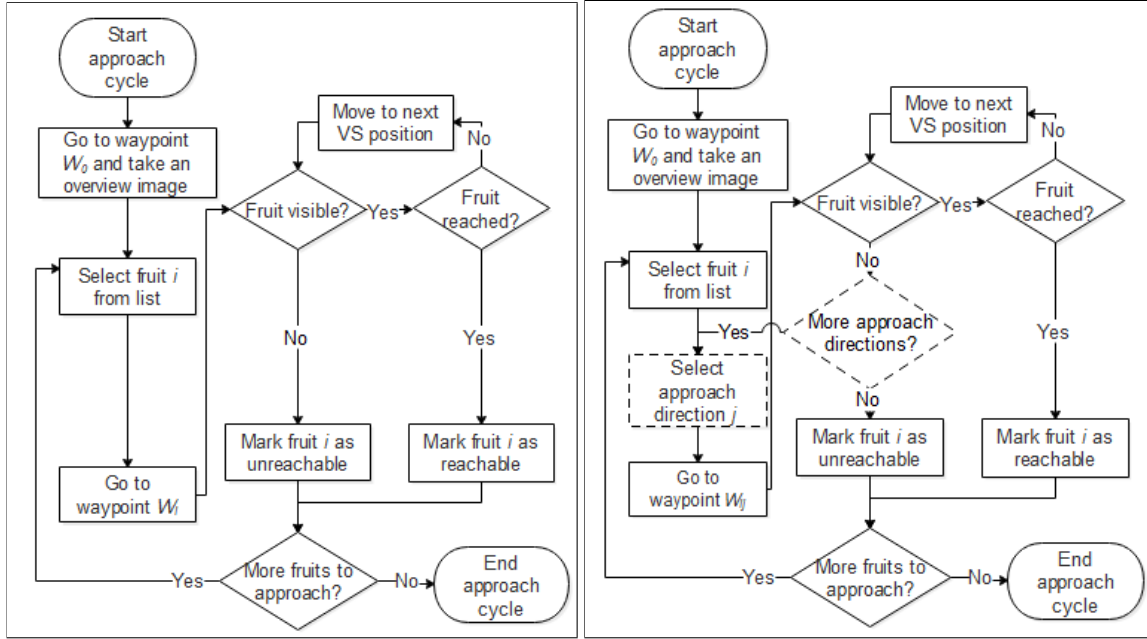 Start
approach
cycle
Go to waypoint
W₀ and take an
overview image
Select fruit i
from list
Go to
waypoint Wᵢ
Move to next
VS position
No
Fruit visible?
Yes
Fruit
reached?
No
Yes
Mark fruit i as
unreachable
Mark fruit i as
reachable
More fruits to
approach?
Yes
No
End
approach
cycle
Start
approach
cycle
Go to waypoint
W₀ and take an
overview image
Select fruit i
from list
Select
approach
direction j
Go to
waypoint Wᵢⱼ
Move to next
VS position
No
Fruit visible?
Yes
Fruit
reached?
No
More approach
directions?
Yes
No
Yes
Mark fruit i as
unreachable
Mark fruit i as
reachable
More fruits to
approach?
Yes
No
End
approach
cycle